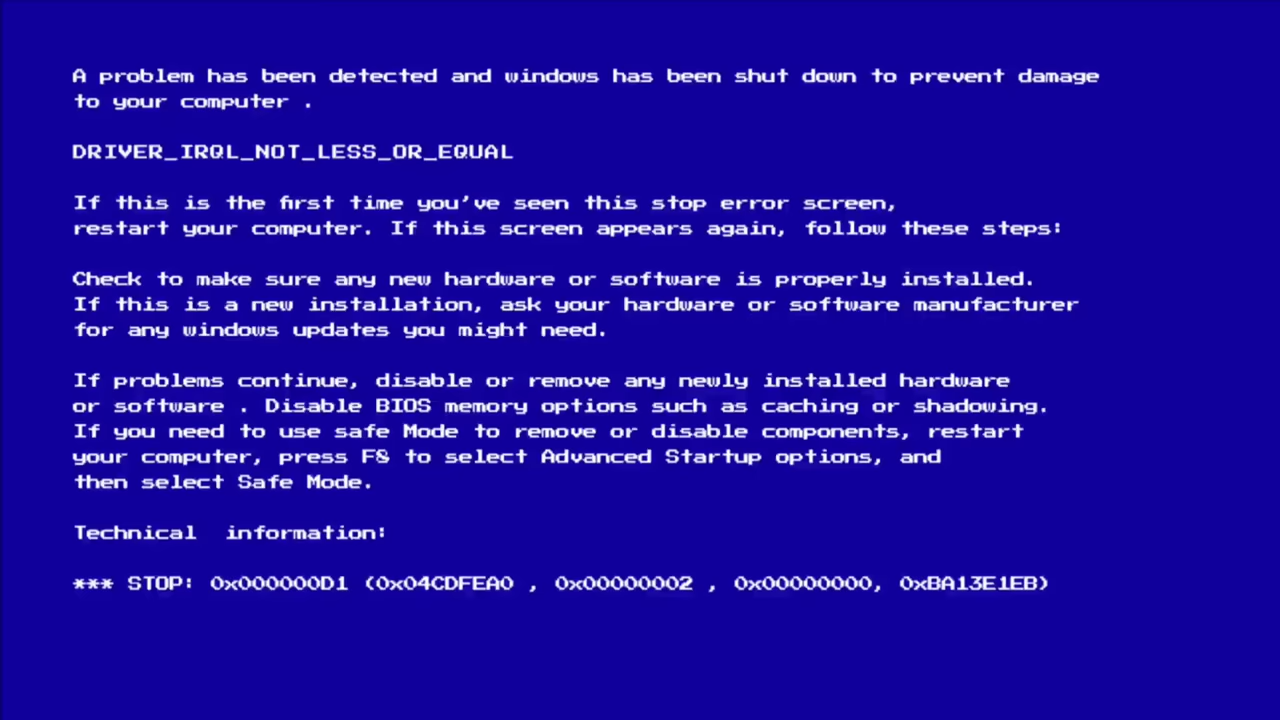 A problem has been detected and windows has been shut down to prevent damage
to your computer .
DRIVER_IRQL_NOT_LESS_OR_EQUAL
If this is the first time you've seen this stop error screen,
restart your computer. If this screen appears again, follow these steps:
Check to make sure any new hardware or software is properly installed.
If this is a new installation, ask your hardware or software manufacturer
for any windows updates you might need.
If problems continue, disable or remove any newly installed hardware
or software . Disable BIOS memory options such as caching or shadowing.
If you need to use safe Mode to remove or disable components, restart
your computer, press F8 to select Advanced Startup options, and
then select Safe Mode.
Technical  information:
*** STOP: 0x000000D1 (0x04CDFEA0 , 0x00000002 , 0x00000000, 0xBA13E1EB)